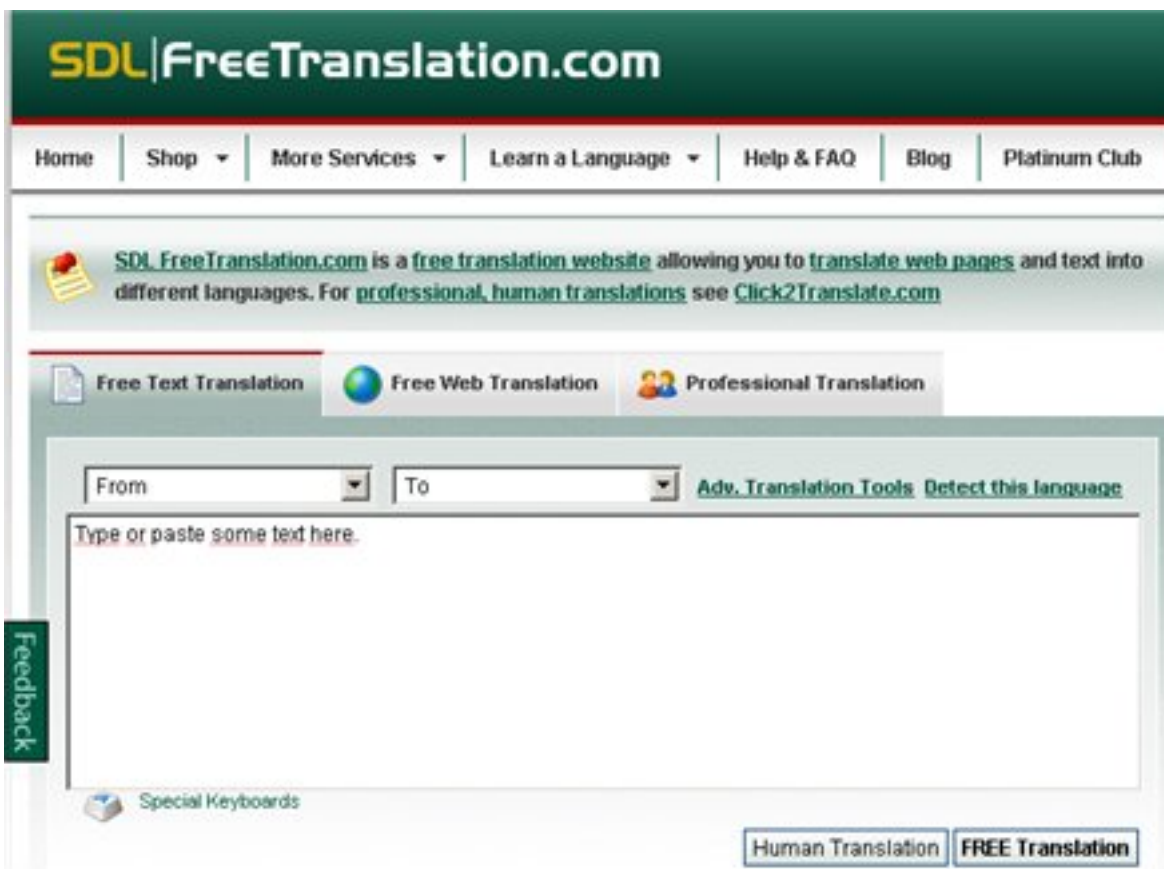 SDL|FreeTranslation.com
Home Shop More Services Learn a Language Help & FAQ Blog Platinum Club
SDL FreeTranslation.com is a free translation website allowing you to translate web pages and text into
different languages. For professional, human translations see Click2Translate.com
Free Text Translation Free Web Translation Professional Translation
From To Adv. Translation Tools Detect this language
Type or paste some text here.
Feedback
Special Keyboards
Human Translation FREE Translation